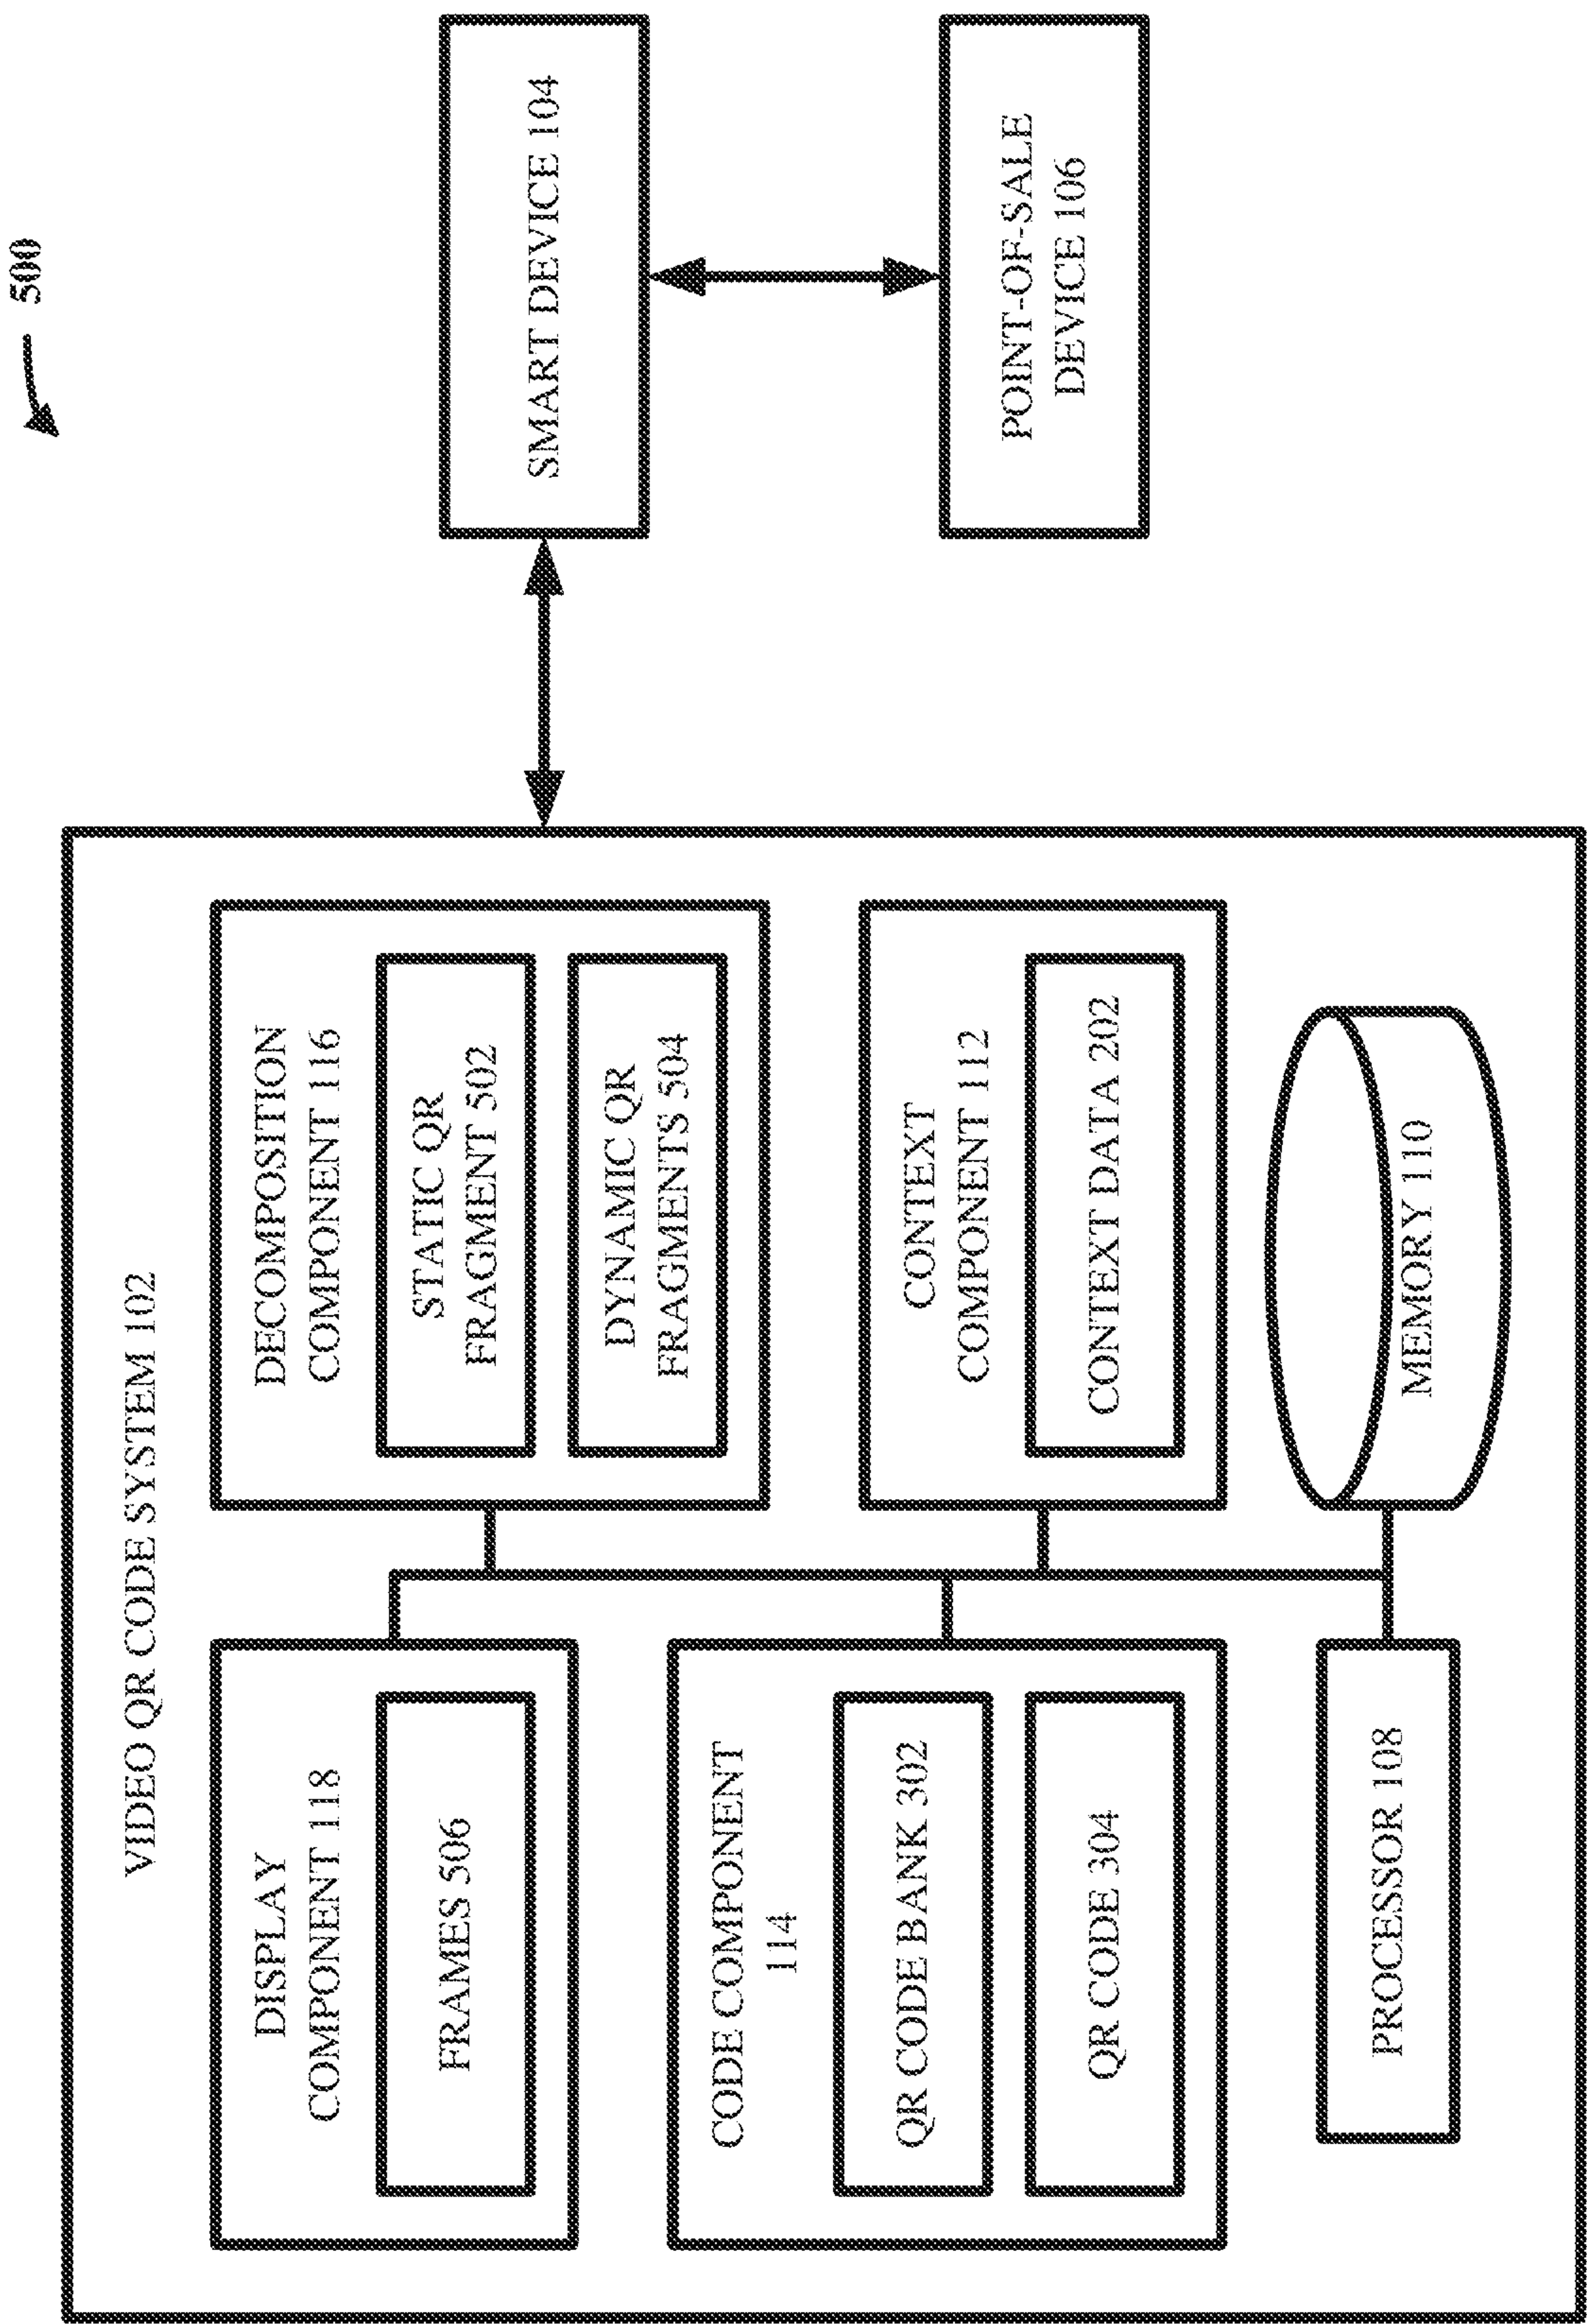 500
VIDEO QR CODE SYSTEM 102
DISPLAY
COMPONENT 118
FRAMES 506
DECOMPOSITION
COMPONENT 116
STATIC QR
FRAGMENT 502
DYNAMIC QR
FRAGMENTS 504
CODE COMPONENT
114
QR CODE BANK 302
QR CODE 304
CONTEXT
COMPONENT 112
CONTEXT DATA 202
PROCESSOR 108
MEMORY 110
SMART DEVICE 104
POINT-OF-SALE
DEVICE 106